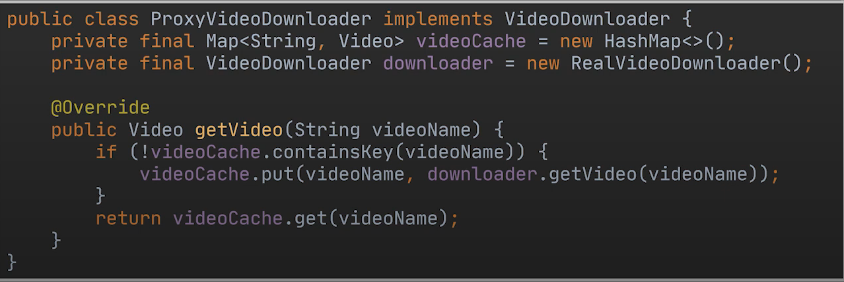 public class ProxyVideoDownloader implements VideoDownloader {
    private final Map<String, Video> videoCache = new HashMap<>();
    private final VideoDownloader downloader = new RealVideoDownloader();

    @Override
    public Video getVideo(String videoName) {
        if (!videoCache.containsKey(videoName)) {
            videoCache.put(videoName, downloader.getVideo(videoName));
        }
        return videoCache.get(videoName);
    }
}